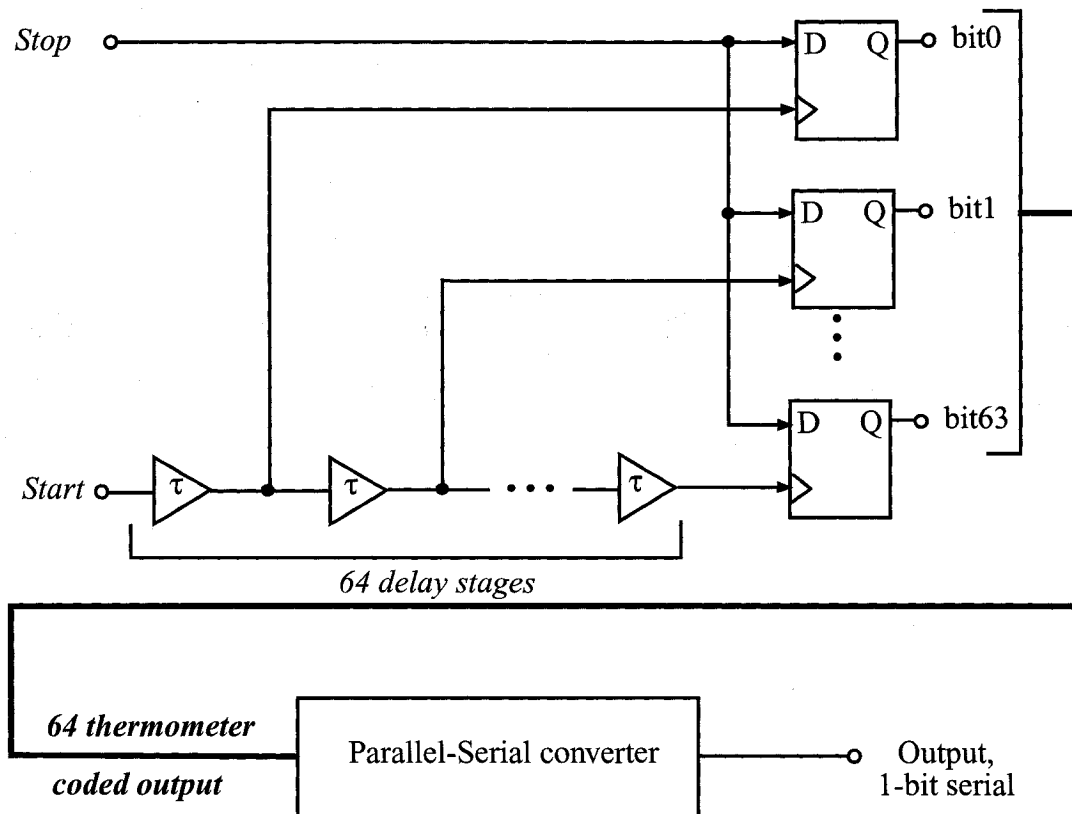 Stop
D Q bit0
D Q bit1
D Q bit63
Start τ τ τ
64 delay stages
64 thermometer
coded output
Parallel-Serial converter
Output,
1-bit serial